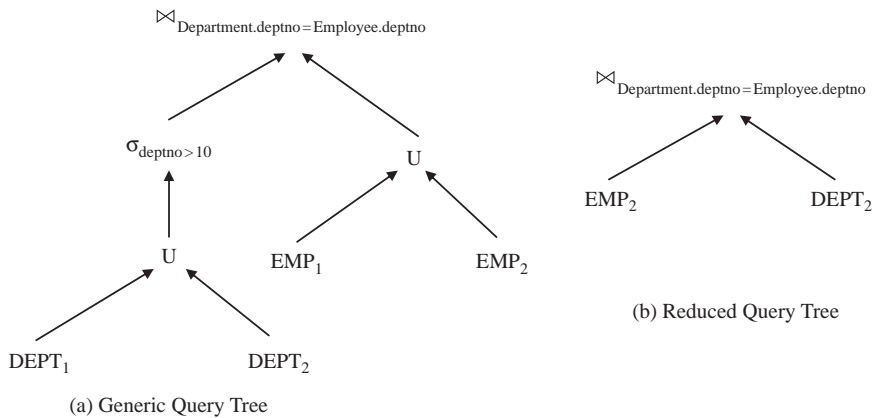 ⋈Department.deptno=Employee.deptno
σdeptno>10
U
U
EMP1
EMP2
DEPT1
DEPT2
(a) Generic Query Tree
⋈Department.deptno=Employee.deptno
EMP2
DEPT2
(b) Reduced Query Tree